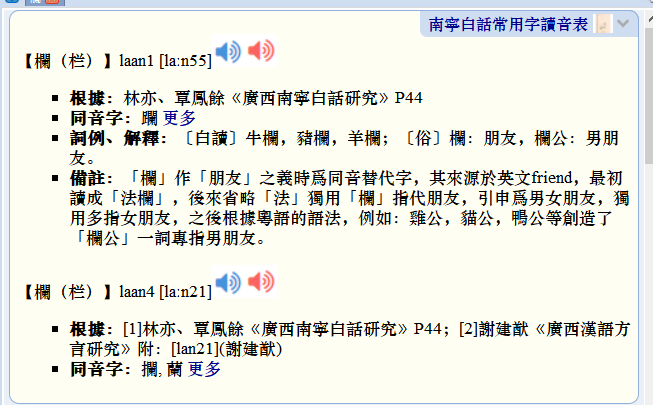 南寧白話常用字讀音表
【欄（栏）】laan1 [la:n55]
根據：林亦、覃鳳餘《廣西南寧白話研究》P44
同音字：躝 更多
詞例、解釋：〔白讀〕牛欄，豬欄，羊欄；〔俗〕欄：朋友，欄公：男朋
友。
備註：「欄」作「朋友」之義時爲同音替代字，其來源於英文friend，最初
讀成「法欄」，後來省略「法」獨用「欄」指代朋友，引申爲男女朋友，獨
用多指女朋友，之後根據粵語的語法，例如：雞公，貓公，鴨公等創造了
「欄公」一詞專指男朋友。
【欄（栏）】laan4 [la:n21]
根據：[1]林亦、覃鳳餘《廣西南寧白話研究》P44；[2]謝建猷《廣西漢語方
言研究》附：[lan21](謝建猷)
同音字：攔, 蘭 更多